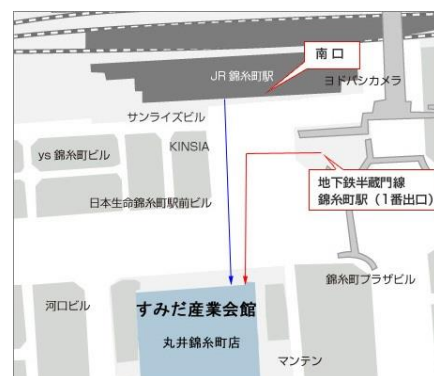 南口
JR 錦糸町駅
ヨドバシカメラ
サンライズビル
KINSIA
ys 錦糸町ビル
地下鉄半蔵門線
錦糸町駅（1番出口）
日本生命錦糸町駅前ビル
錦糸町プラザビル
河口ビル
すみだ産業会館
丸井錦糸町店
マンテン